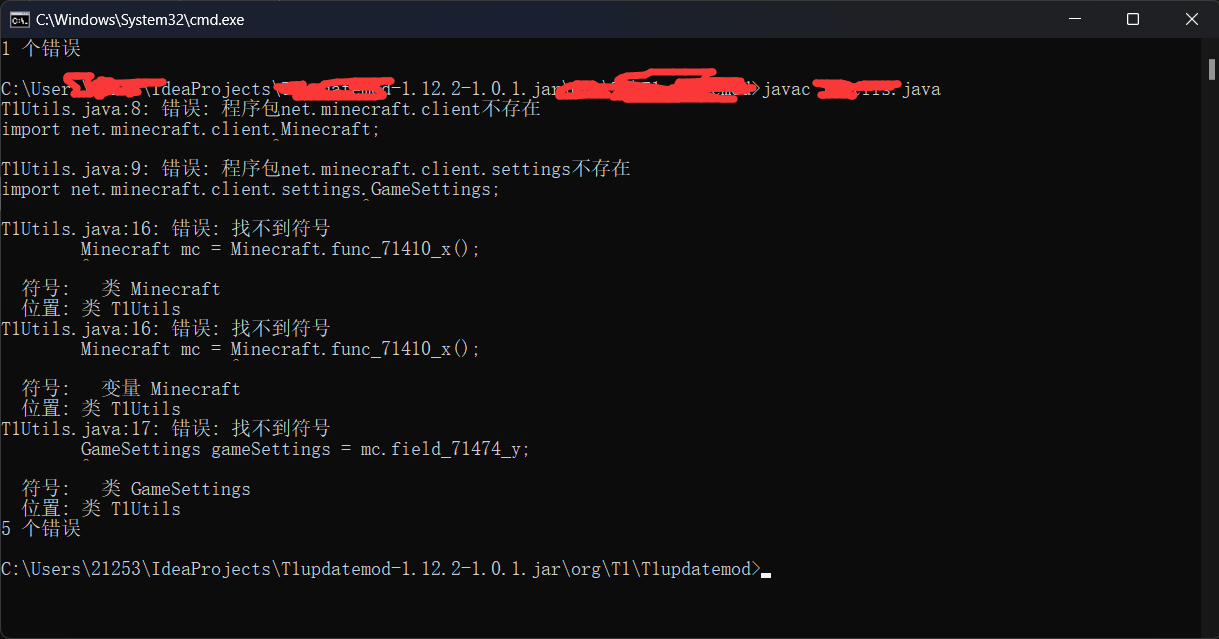 C:\Windows\System32\cmd.exe
1 个错误
C:\User \IdeaProjects\ -1.12.2-1.0.1.jar\ >javac .java
T1Utils.java:8: 错误: 程序包net.minecraft.client不存在
import net.minecraft.client.Minecraft;
^
T1Utils.java:9: 错误: 程序包net.minecraft.client.settings不存在
import net.minecraft.client.settings.GameSettings;
^
T1Utils.java:16: 错误: 找不到符号
Minecraft mc = Minecraft.func_71410_x();
^
符号: 类 Minecraft
位置: 类 T1Utils
T1Utils.java:16: 错误: 找不到符号
Minecraft mc = Minecraft.func_71410_x();
^
符号: 变量 Minecraft
位置: 类 T1Utils
T1Utils.java:17: 错误: 找不到符号
GameSettings gameSettings = mc.field_71474_y;
^
符号: 类 GameSettings
位置: 类 T1Utils
5 个错误
C:\Users\21253\IdeaProjects\T1updatemod-1.12.2-1.0.1.jar\org\T1\T1updatemod>